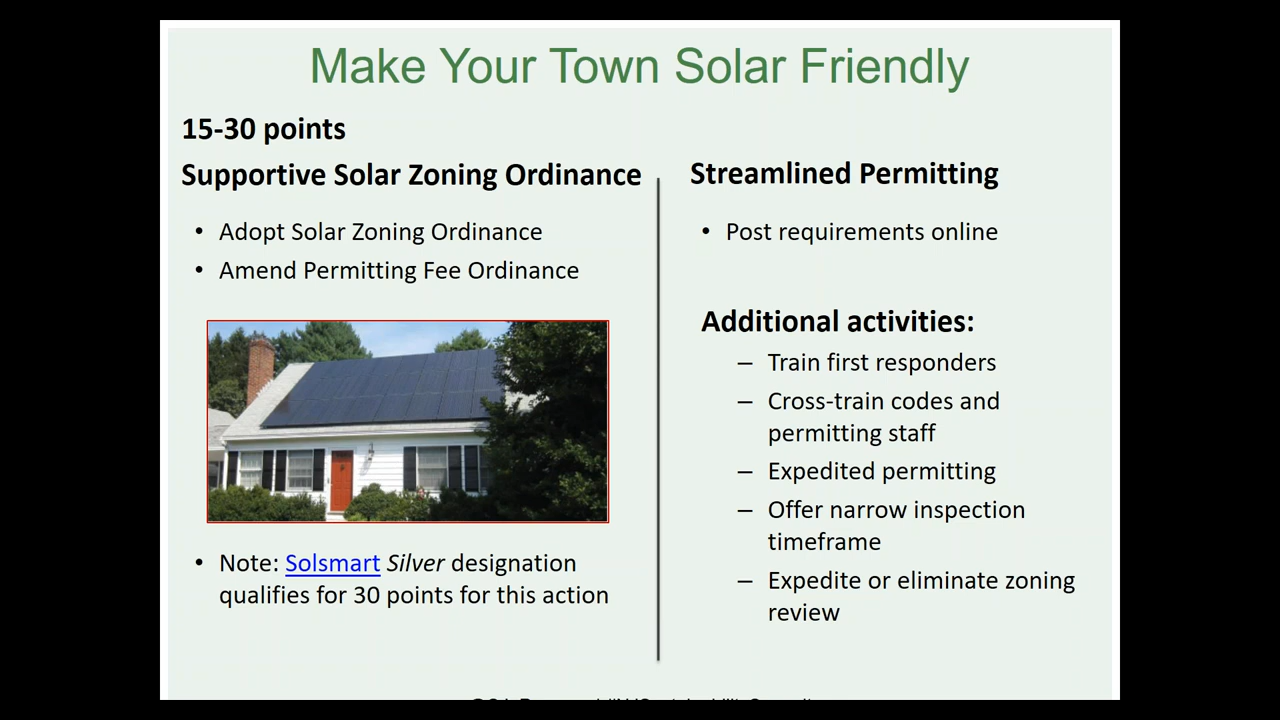 Make Your Town Solar Friendly
15-30 points
Supportive Solar Zoning Ordinance
• Adopt Solar Zoning Ordinance
• Amend Permitting Fee Ordinance
• Note: Solsmart Silver designation
qualifies for 30 points for this action
Streamlined Permitting
• Post requirements online
Additional activities:
– Train first responders
– Cross-train codes and
permitting staff
– Expedited permitting
– Offer narrow inspection
timeframe
– Expedite or eliminate zoning
review